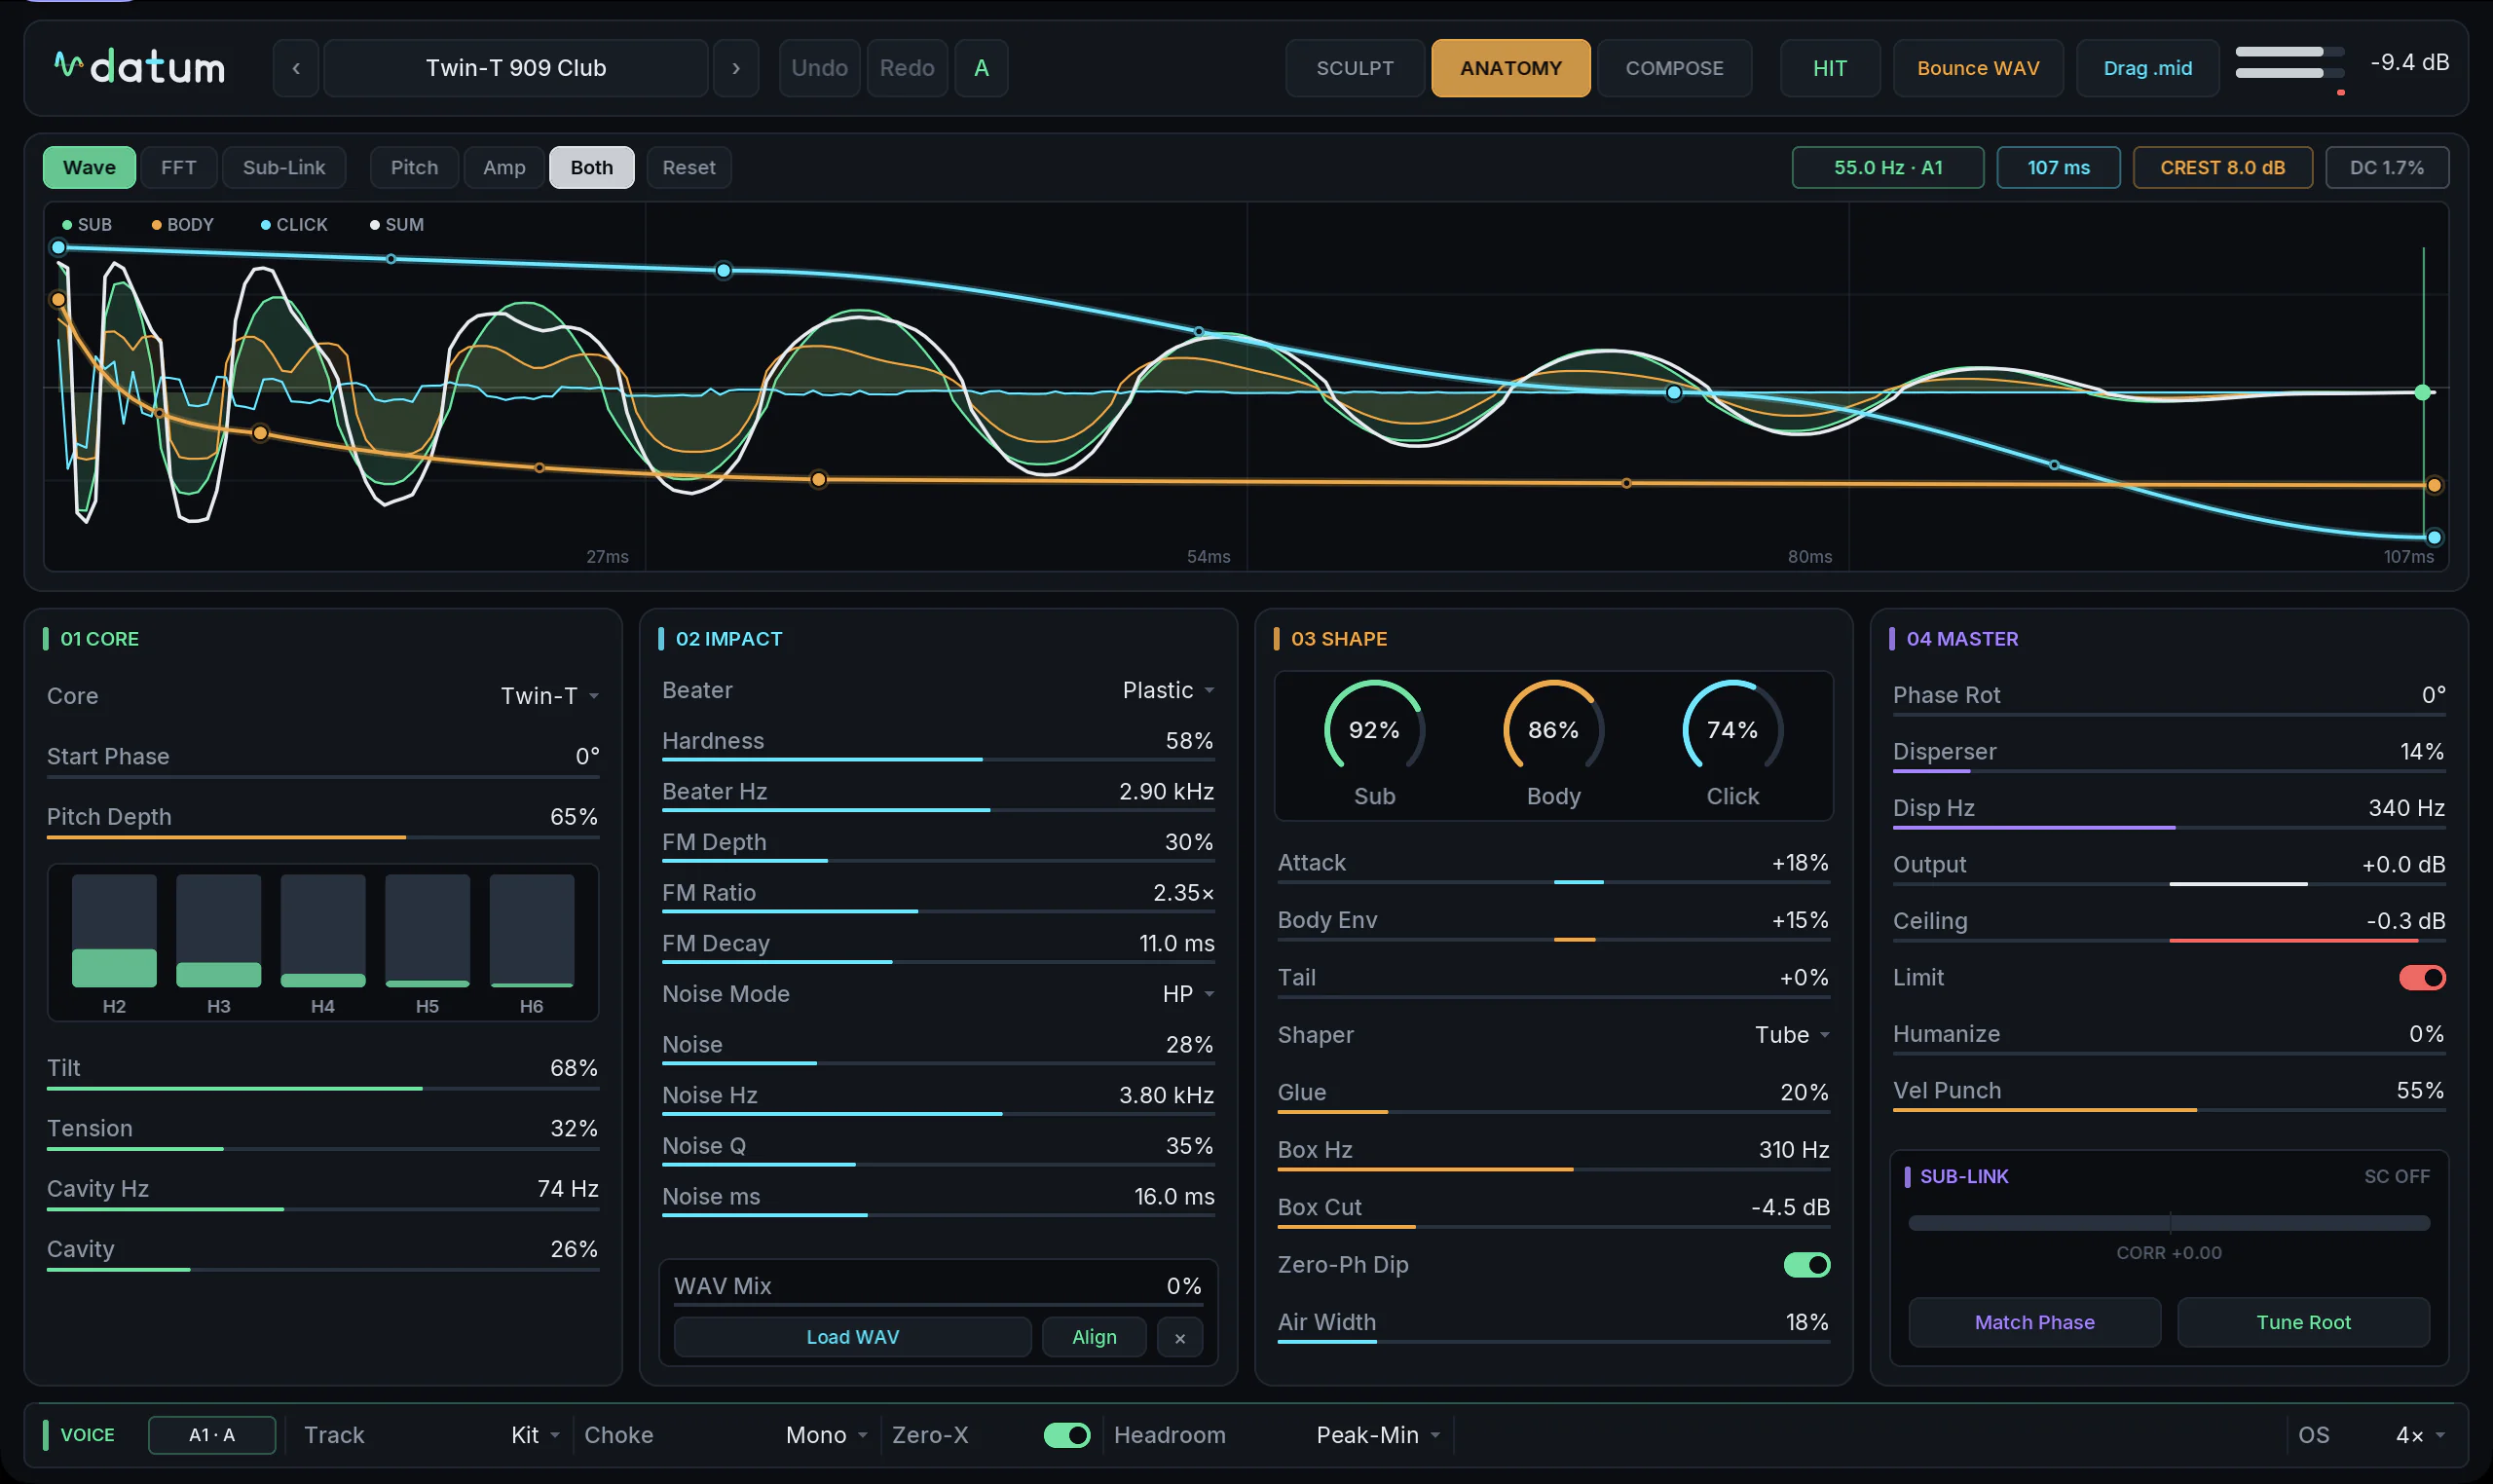 datum ‹ Twin-T 909 Club › Undo Redo A SCULPT ANATOMY COMPOSE HIT Bounce WAV Drag .mid -9.4 dB
Wave FFT Sub-Link Pitch Amp Both Reset 55.0 Hz · A1 107 ms CREST 8.0 dB DC 1.7%
SUB BODY CLICK SUM
27ms 54ms 80ms 107ms
01 CORE
Core Twin-T
Start Phase 0°
Pitch Depth 65%
H2 H3 H4 H5 H6
Tilt 68%
Tension 32%
Cavity Hz 74 Hz
Cavity 26%
02 IMPACT
Beater Plastic
Hardness 58%
Beater Hz 2.90 kHz
FM Depth 30%
FM Ratio 2.35×
FM Decay 11.0 ms
Noise Mode HP
Noise 28%
Noise Hz 3.80 kHz
Noise Q 35%
Noise ms 16.0 ms
WAV Mix 0%
Load WAV Align ×
03 SHAPE
92% 86% 74%
Sub Body Click
Attack +18%
Body Env +15%
Tail +0%
Shaper Tube
Glue 20%
Box Hz 310 Hz
Box Cut -4.5 dB
Zero-Ph Dip
Air Width 18%
04 MASTER
Phase Rot 0°
Disperser 14%
Disp Hz 340 Hz
Output +0.0 dB
Ceiling -0.3 dB
Limit
Humanize 0%
Vel Punch 55%
SUB-LINK SC OFF
CORR +0.00
Match Phase Tune Root
VOICE A1 · A Track Kit Choke Mono Zero-X Headroom Peak-Min OS 4×